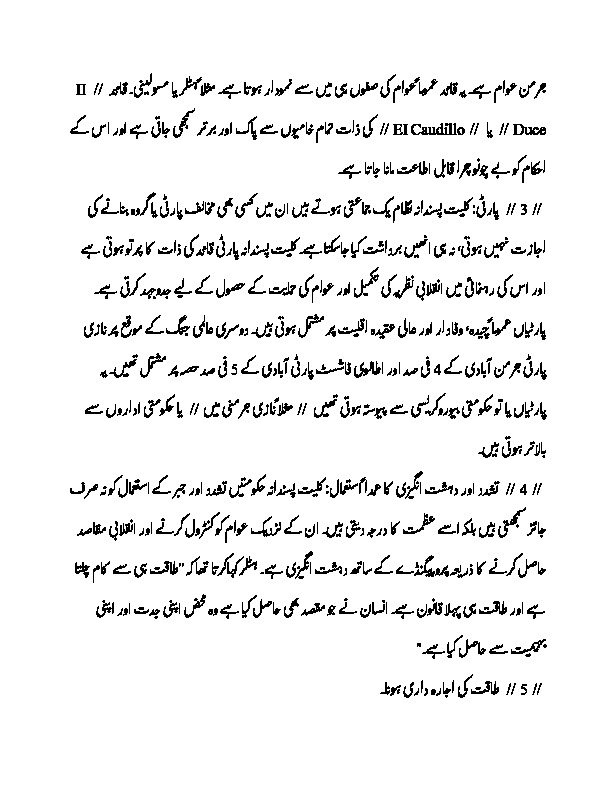 جرمن عوام ہے۔ یہ قائد عموماً عوام کی صفوں ہی میں سے نمودار ہوتا ہے۔ مثلاً ہٹلر یا مسولینی۔ قائد // Il
Duce // یا // El Caudillo // کی ذات تمام خامیوں سے پاک اور برتر سمجھی جاتی ہے اور اس کے
احکام کو بے چونوچرا قابل اطاعت مانا جاتا ہے۔
// 3 // پارٹی: کلیت پسندانہ نظام یک جماعتی ہوتے ہیں ان میں کسی بھی مخالف پارٹی یا گروہ بنانے کی
اجازت نہیں ہوتی، نہ ہی انھیں برداشت کیا جاسکتا ہے۔ کلیت پسندانہ پارٹی قائد کی ذات کا پرتو ہوتی ہے
اور اس کی رہنمائی میں انقلابی نظریہ کی تکمیل اور عوام کی حمایت کے حصول کے لیے جدوجہد کرتی ہے۔
پارٹیاں عموماً چیدہ، وفادار اور عالی عقیدہ اقلیت پر مشتمل ہوتی ہیں۔ دوسری عالمی جنگ کے موقع پر نازی
پارٹی جرمن آبادی کے 4 فی صد اور اطالوی فاشسٹ پارٹی آبادی کے 5 فی صد حصہ پر مشتمل تھیں۔ یہ
پارٹیاں یا تو حکومتی بیوروکریسی سے پیوستہ ہوتی تھیں // مثلاً نازی جرمنی میں // یا حکومتی اداروں سے
بالاتر ہوتی ہیں۔
// 4 // تشدد اور دہشت انگیزی کا عمداً استعمال: کلیت پسندانہ حکومتیں تشدد اور جبر کے استعمال کو نہ صرف
جائز سمجھتی ہیں بلکہ اسے عظمت کا درجہ دیتی ہیں۔ ان کے نزدیک عوام کو کنٹرول کرنے اور انقلابی مقاصد
حاصل کرنے کا ذریعہ پروپیگنڈے کے ساتھ دہشت انگیزی ہے۔ ہٹلر کہا کرتا تھا کہ "طاقت ہی سے کام چلتا
ہے اور طاقت ہی پہلا قانون ہے۔ انسان نے جو مقصد بھی حاصل کیا ہے وہ محض اپنی جدت اور اپنی
بہیمیت سے حاصل کیا ہے۔"
// 5 // طاقت کی اجارہ داری ہونا۔